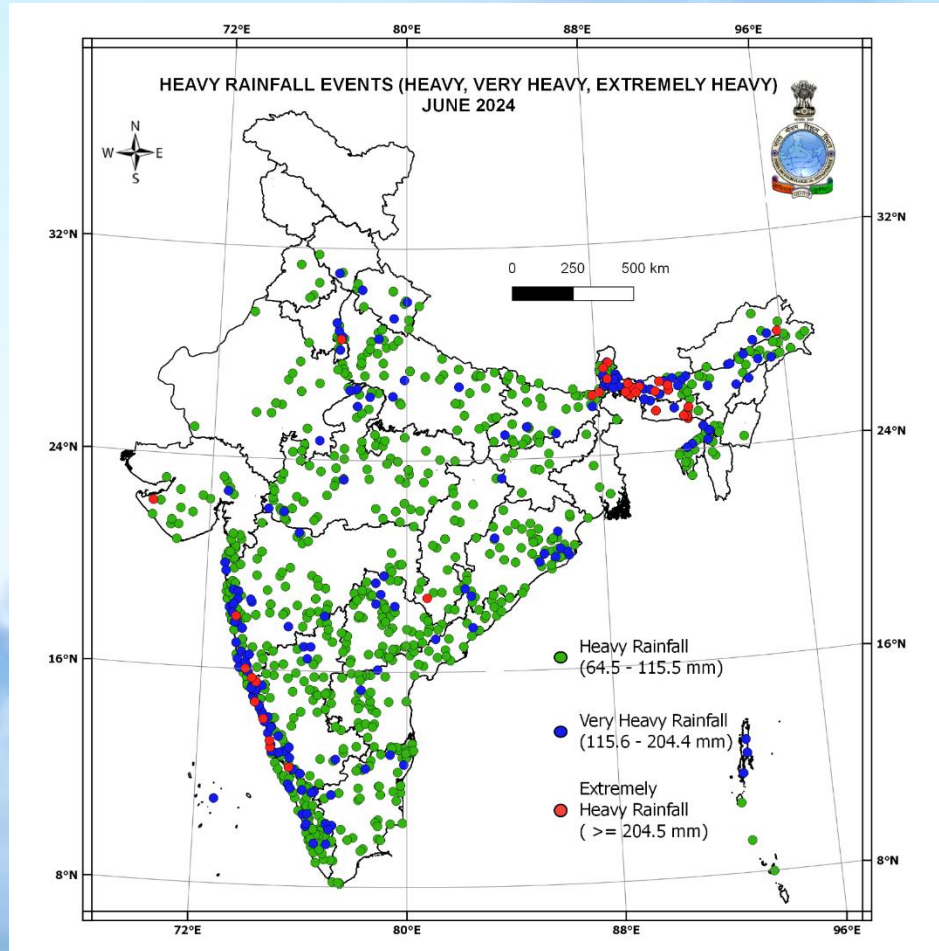 72°E 80°E 88°E 96°E
HEAVY RAINFALL EVENTS (HEAVY, VERY HEAVY, EXTREMELY HEAVY)
JUNE 2024
N
W E
S
32°N 32°N
0 250 500 km
24°N 24°N
16°N 16°N
Heavy Rainfall
(64.5 - 115.5 mm)
Very Heavy Rainfall
(115.6 - 204.4 mm)
Extremely
Heavy Rainfall
( >= 204.5 mm)
8°N 8°N
72°E 80°E 88°E 96°E